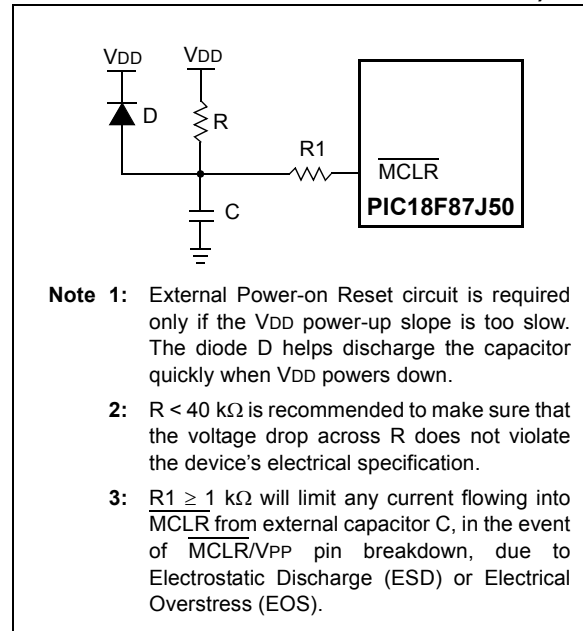 VDD VDD
D R
R1
MCLR
PIC18F87J50
C
Note 1: External Power-on Reset circuit is required
only if the VDD power-up slope is too slow.
The diode D helps discharge the capacitor
quickly when VDD powers down.
2: R < 40 kΩ is recommended to make sure that
the voltage drop across R does not violate
the device's electrical specification.
3: R1 ≥ 1 kΩ will limit any current flowing into
MCLR from external capacitor C, in the event
of MCLR/VPP pin breakdown, due to
Electrostatic Discharge (ESD) or Electrical
Overstress (EOS).